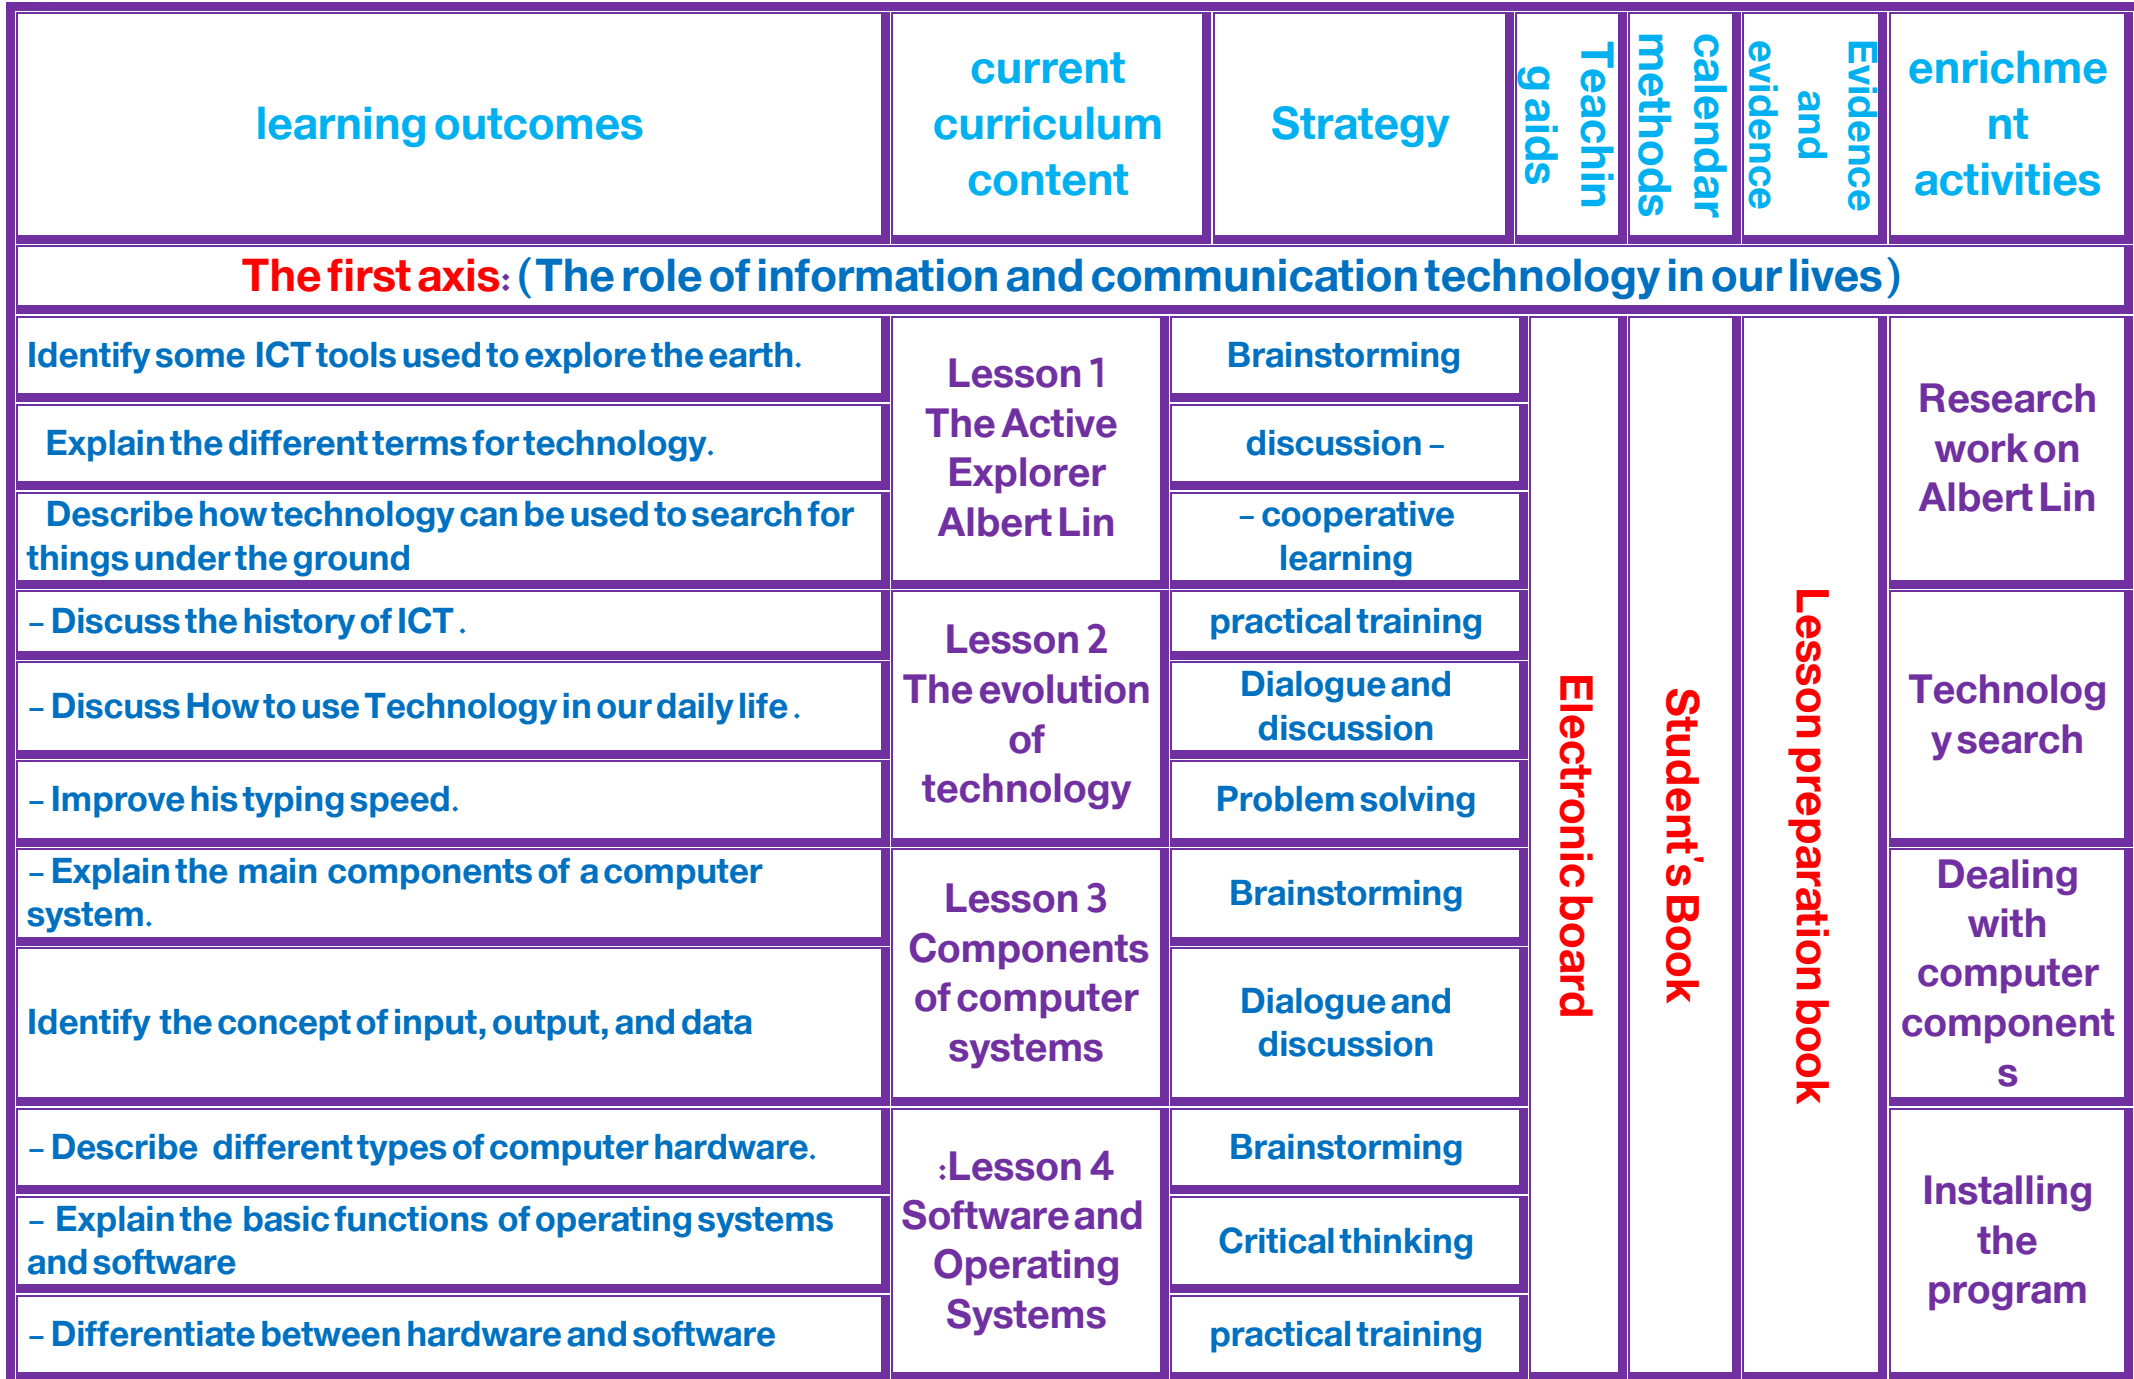 learning outcomes
current
curriculum
content
Strategy
Teachin
g aids
calendar
methods
Evidence
and
evidence
enrichme
nt
activities
The first axis: (The role of information and communication technology in our lives)
Identify some ICT tools used to explore the earth.
Lesson 1
The Active
Explorer
Albert Lin
Brainstorming
Electronic board
Student's Book
Lesson preparation book
Research
work on
Albert Lin
Explain the different terms for technology.
discussion –
Describe how technology can be used to search for
things under the ground
– cooperative
learning
– Discuss the history of ICT .
Lesson 2
The evolution
of
technology
practical training
Technolog
y search
– Discuss How to use Technology in our daily life .
Dialogue and
discussion
– Improve his typing speed.
Problem solving
– Explain the main components of a computer
system.
Lesson 3
Components
of computer
systems
Brainstorming
Dealing
with
computer
component
s
Identify the concept of input, output, and data
Dialogue and
discussion
– Describe different types of computer hardware.
:Lesson 4
Software and
Operating
Systems
Brainstorming
Installing
the
program
– Explain the basic functions of operating systems
and software
Critical thinking
– Differentiate between hardware and software
practical training